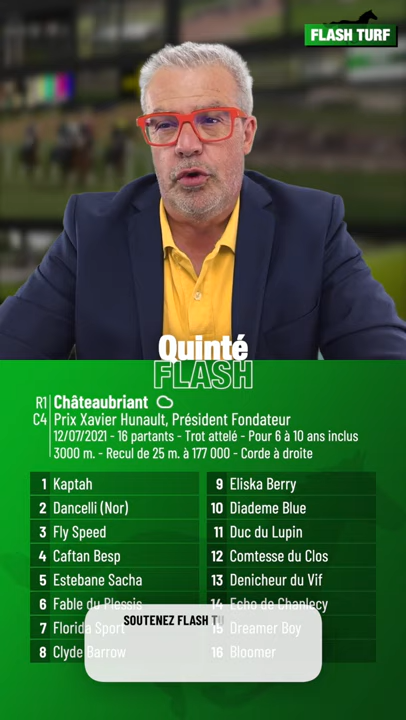 FLASH TURF
Quinté
FLASH
R1 Châteaubriant
C4 Prix Xavier Hunault, Président Fondateur
12/07/2021 - 16 partants - Trot attelé - Pour 6 à 10 ans inclus
3000 m. - Recul de 25 m. à 177 000 - Corde à droite
1 Kaptah
2 Dancelli (Nor)
3 Fly Speed
4 Caftan Besp
5 Estebane Sacha
6 Fable du Plessis
7 Florida Sport
8 Clyde Barrow
9 Eliska Berry
10 Diademe Blue
11 Duc du Lupin
12 Comtesse du Clos
13 Denicheur du Vif
14 Echo de Chanlecy
15 Dreamer Boy
16 Bloomer
SOUTENEZ FLASH TU